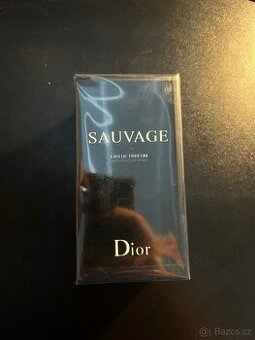 SAUVAGE
EAU DE PARFUM
Dior
Bazos.cz